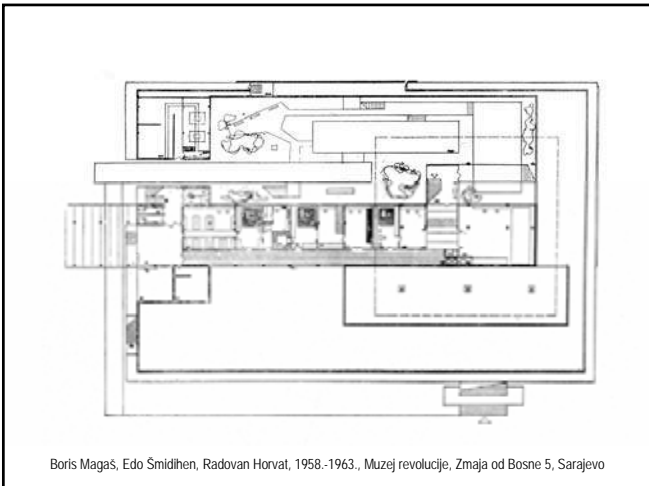 Boris Magaš, Edo Šmidihen, Radovan Horvat, 1958.-1963., Muzej revolucije, Zmaja od Bosne 5, Sarajevo